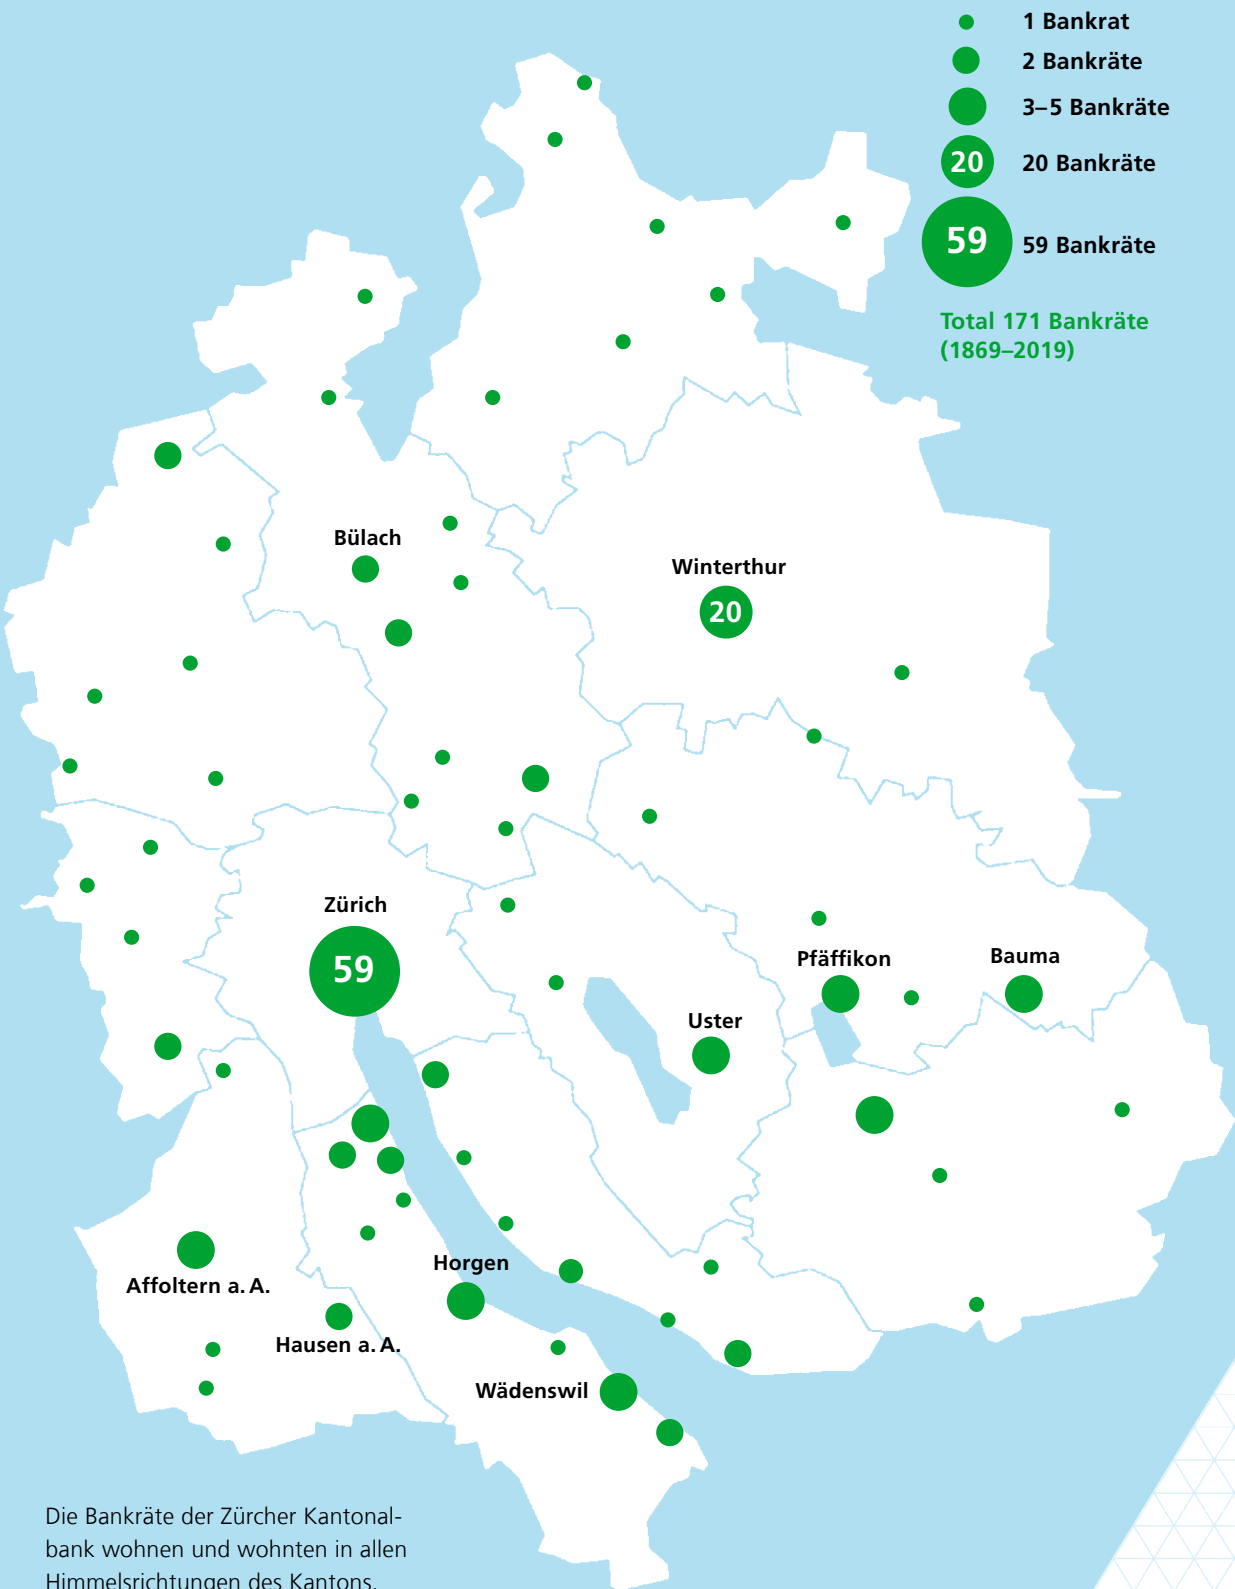 1 Bankrat
2 Bankräte
3–5 Bankräte
20
20 Bankräte
59
59 Bankräte
Total 171 Bankräte
(1869–2019)
Bülach
Winterthur
20
Zürich
59
Pfäffikon
Bauma
Uster
Horgen
Affoltern a. A.
Hausen a. A.
Wädenswil
Die Bankräte der Zürcher Kantonal-
bank wohnen und wohnten in allen
Himmelsrichtungen des Kantons.